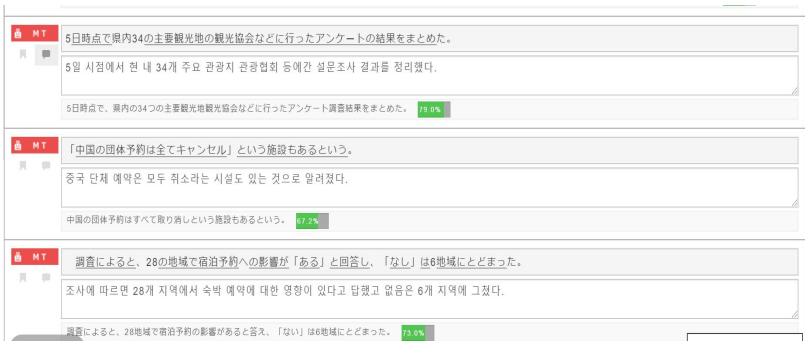 MT
5日時点で県内34の主要観光地の観光協会などに行ったアンケートの結果をまとめた。
5일 시점에서 현 내 34개 주요 관광지 관광협회 등에간 설문조사 결과를 정리했다.
5日時点で、県内の34つの主要観光地観光協会などに行ったアンケート調査結果をまとめた。 79.0%
MT
「中国の団体予約は全てキャンセル」という施設もあるという。
중국 단체 예약은 모두 취소라는 시설도 있는 것으로 알려졌다.
中国の団体予約はすべて取り消しという施設もあるという。 67.2%
MT
調査によると、28の地域で宿泊予約への影響が「ある」と回答し、「なし」は6地域にとどまった。
조사에 따르면 28개 지역에서 숙박 예약에 대한 영향이 있다고 답했고 없음은 6개 지역에 그쳤다.
調査によると、28地域で宿泊予約の影響があると答え、「ない」は6地域にとどまった。 73.0%